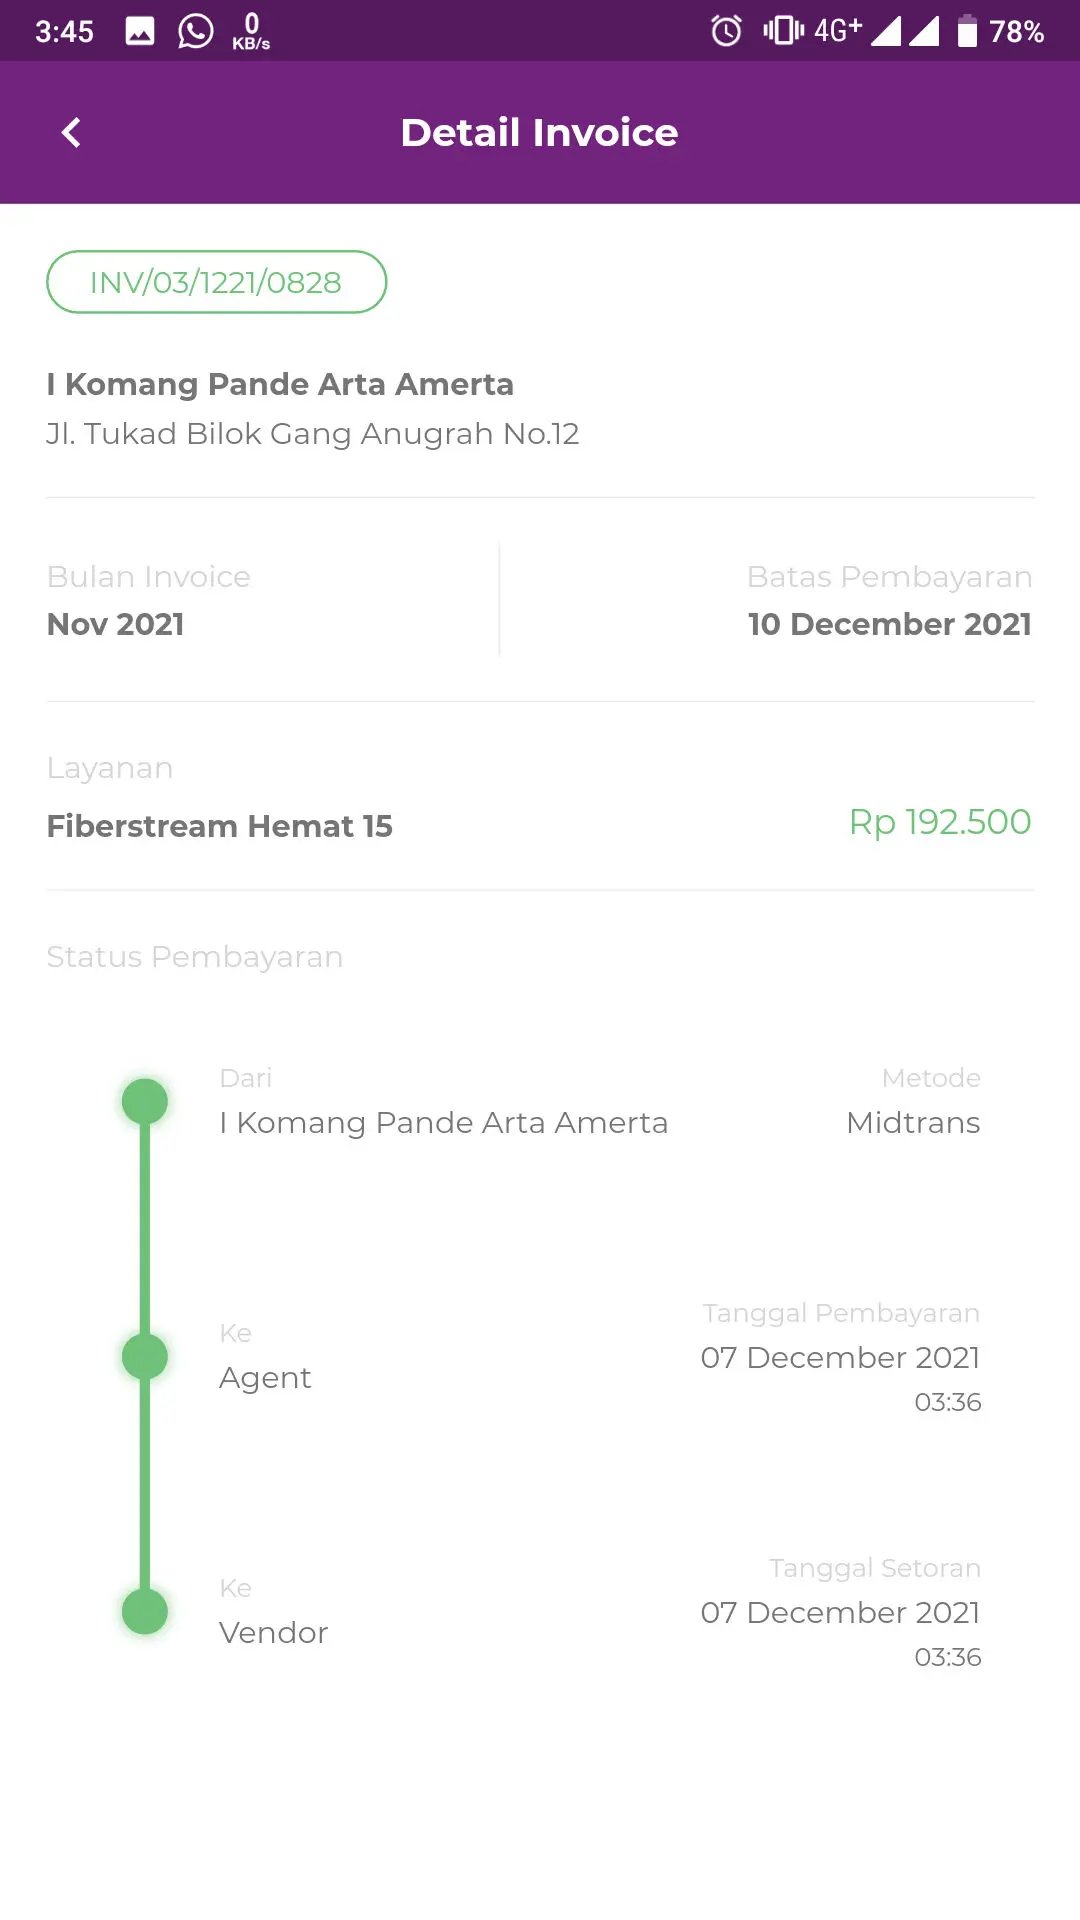 3:45 0 KB/s 4G+ 78%
Detail Invoice
INV/03/1221/0828
I Komang Pande Arta Amerta
Jl. Tukad Bilok Gang Anugrah No.12
Bulan Invoice Batas Pembayaran
Nov 2021 10 December 2021
Layanan
Fiberstream Hemat 15 Rp 192.500
Status Pembayaran
Dari Metode
I Komang Pande Arta Amerta Midtrans
Tanggal Pembayaran
Ke
07 December 2021
Agent
03:36
Tanggal Setoran
Ke
07 December 2021
Vendor
03:36